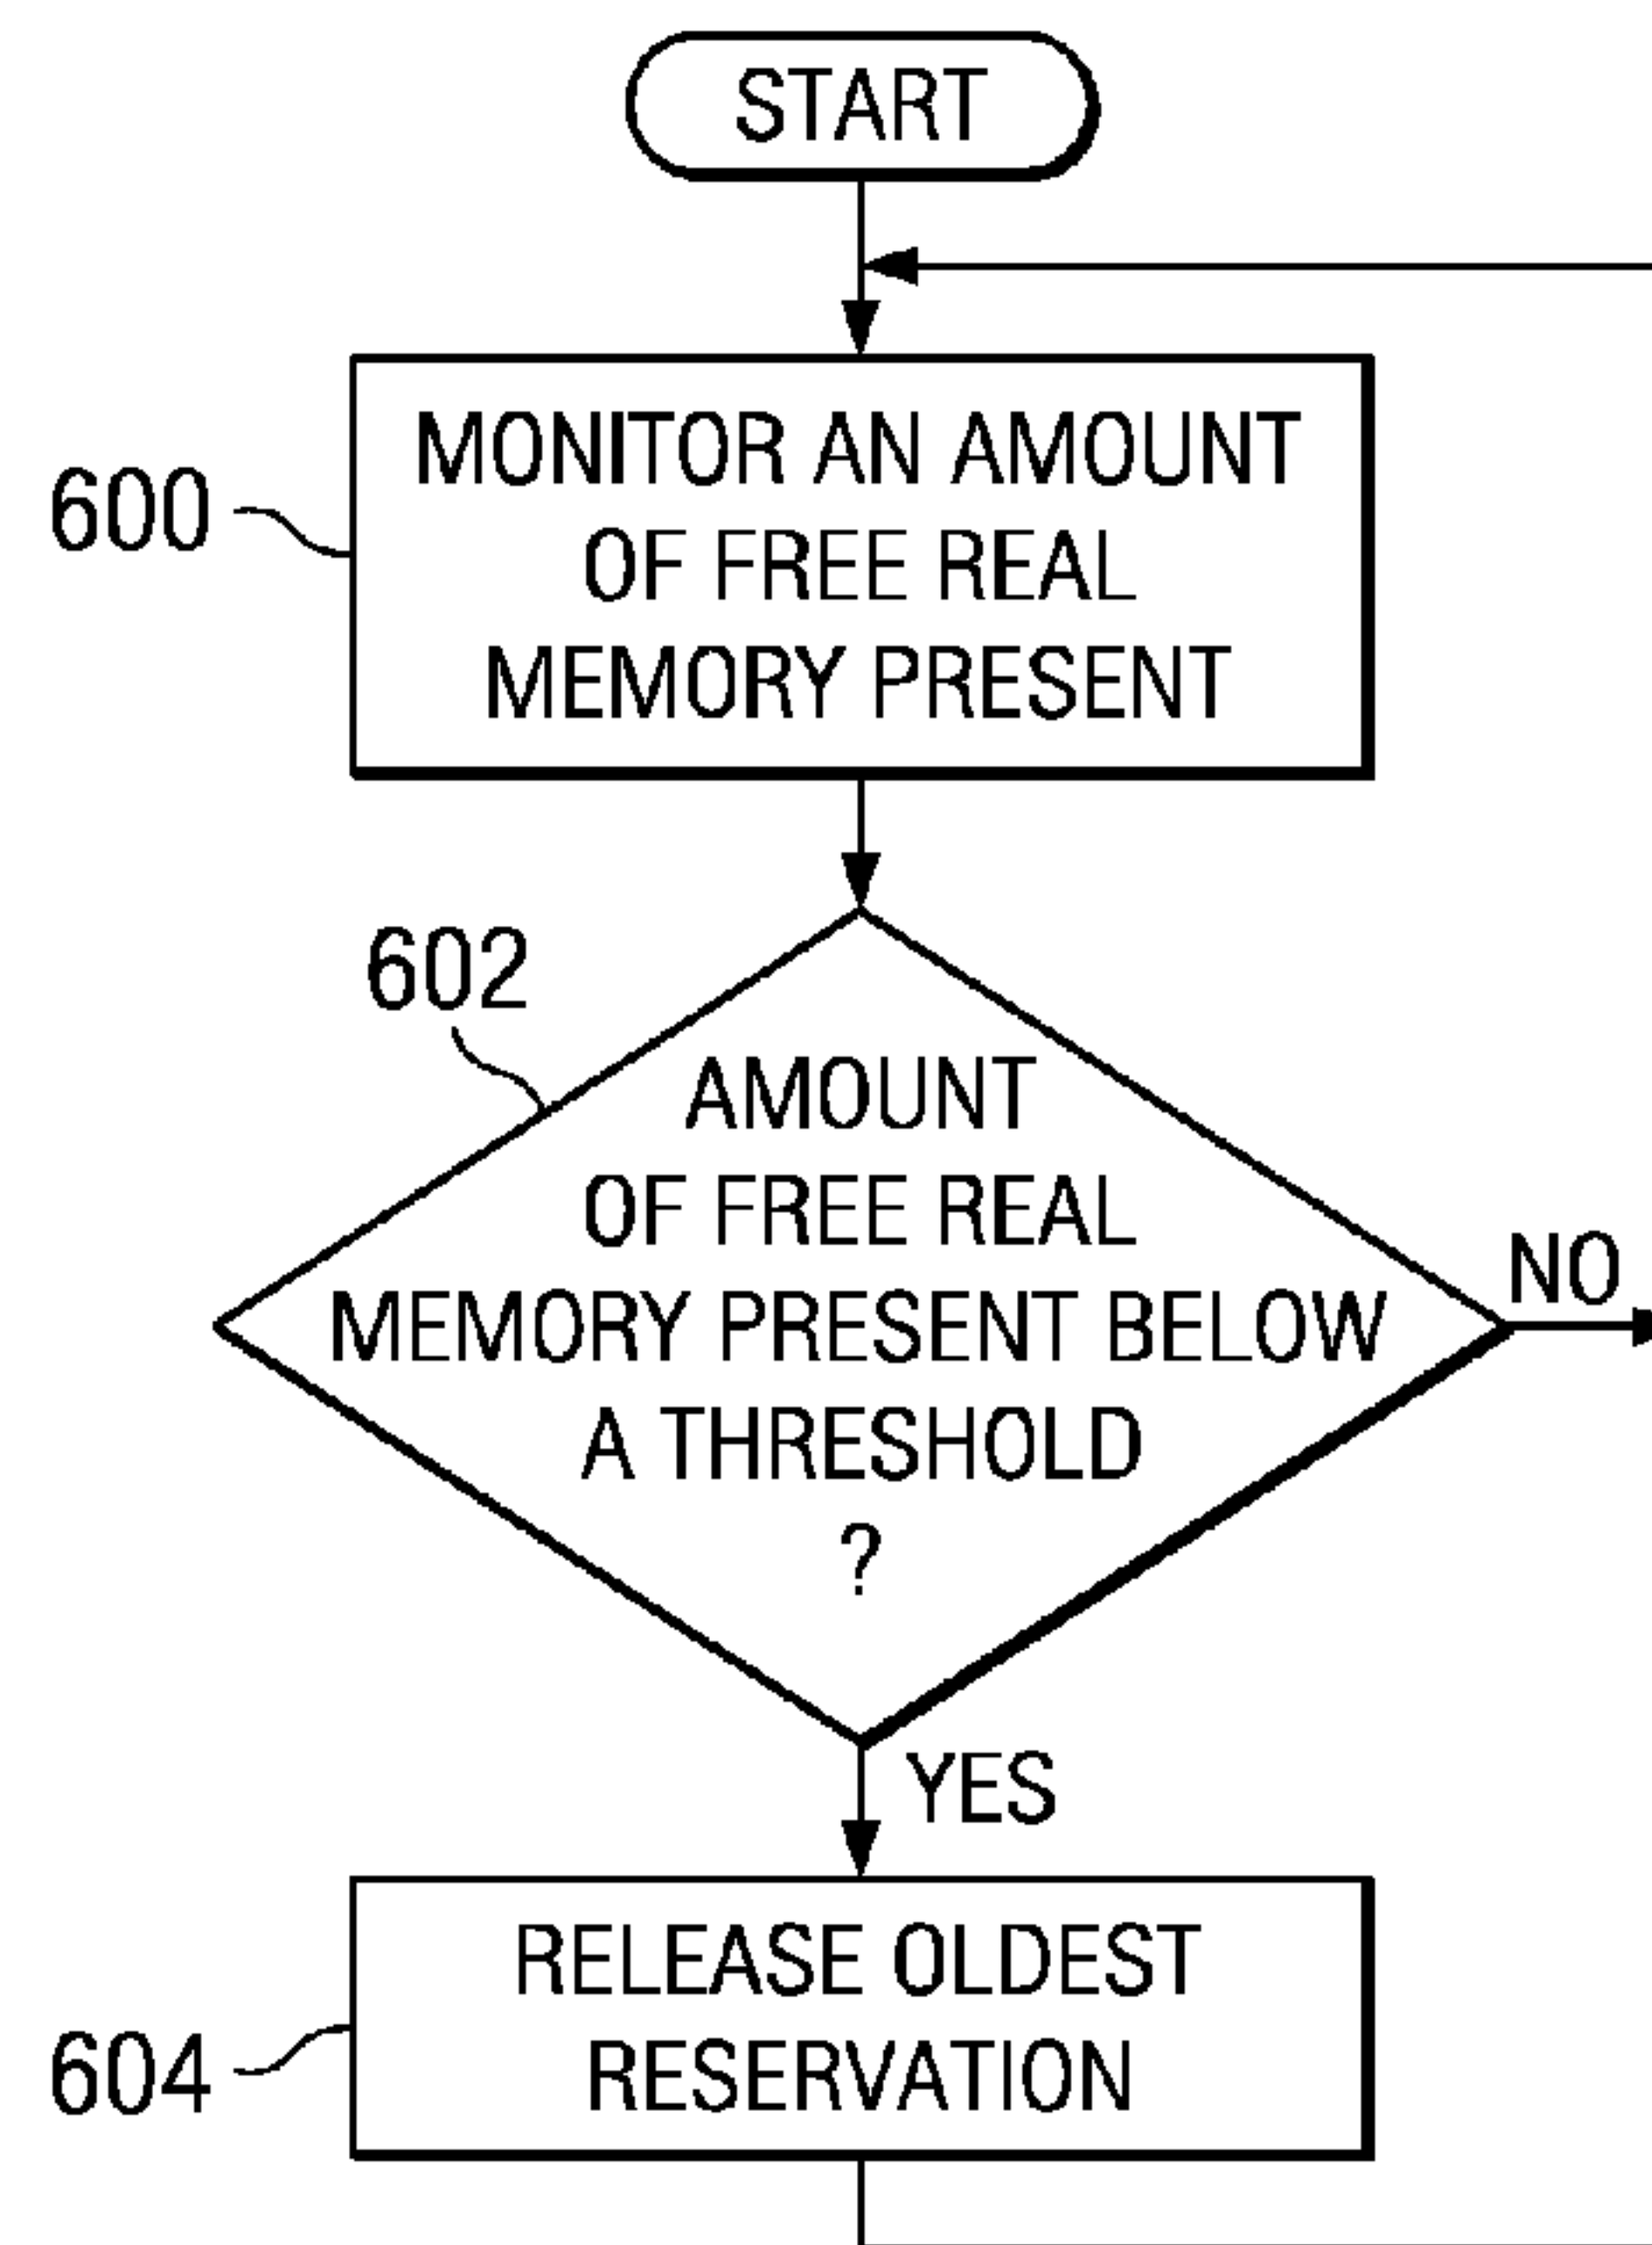 START
600
MONITOR AN AMOUNT
OF FREE REAL
MEMORY PRESENT
602
AMOUNT
OF FREE REAL
MEMORY PRESENT BELOW
A THRESHOLD
?
NO
YES
604
RELEASE OLDEST
RESERVATION